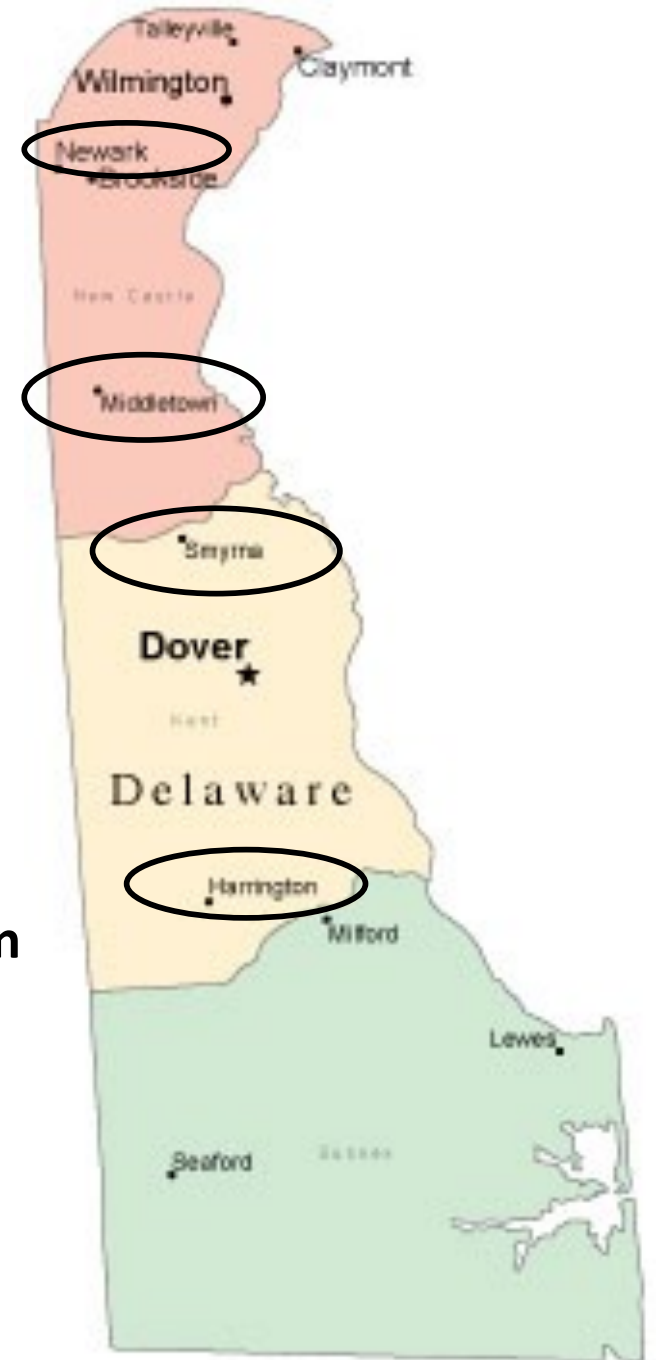 Talleyville
Claymont
Wilmington
Newark
Brookside
New Castle
Middletown
Smyrna
Dover
Kent
Delaware
Harrington
m
Milford
Lewes
Seaford
Sussex